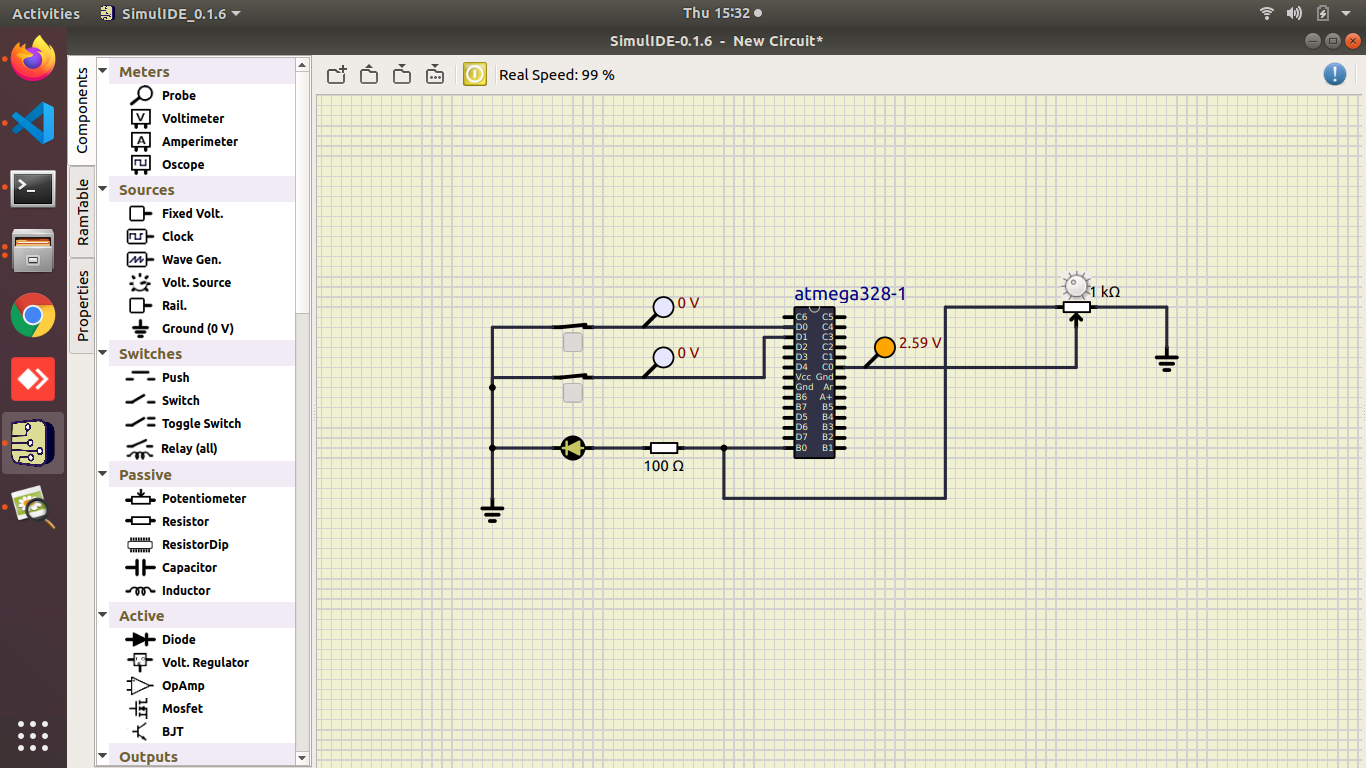 Activities
SimulIDE_0.1.6
Thu 15:32
SimulIDE-0.1.6 - New Circuit*
Components
RamTable
Properties
Meters
Probe
Voltimeter
Amperimeter
Oscope
Sources
Fixed Volt.
Clock
Wave Gen.
Volt. Source
Rail.
Ground (0 V)
Switches
Push
Switch
Toggle Switch
Relay (all)
Passive
Potentiometer
Resistor
ResistorDip
Capacitor
Inductor
Active
Diode
Volt. Regulator
OpAmp
Mosfet
BJT
Outputs
Real Speed: 99 %
0 V
0 V
100 Ω
atmega328-1
C6 C5
D0 C4
D1 C3
D2 C2
D3 C1
D4 C0
Vcc Gnd
Gnd Ar
B6 A+
B7 B5
D5 B4
D6 B3
D7 B2
B0 B1
2.59 V
1 kΩ